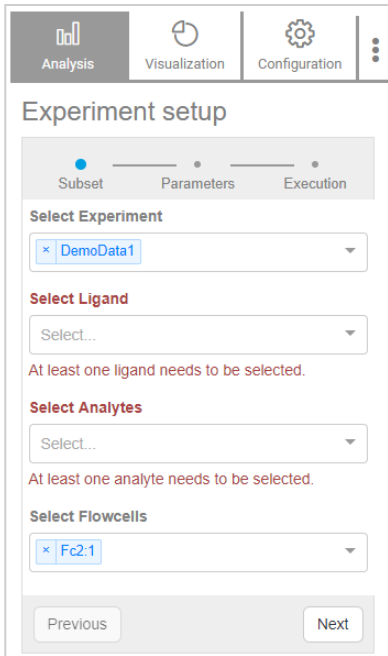 Analysis Visualization Configuration
Experiment setup
Subset Parameters Execution
Select Experiment
× DemoData1
Select Ligand
Select...
At least one ligand needs to be selected.
Select Analytes
Select...
At least one analyte needs to be selected.
Select Flowcells
× Fc2:1
Previous Next